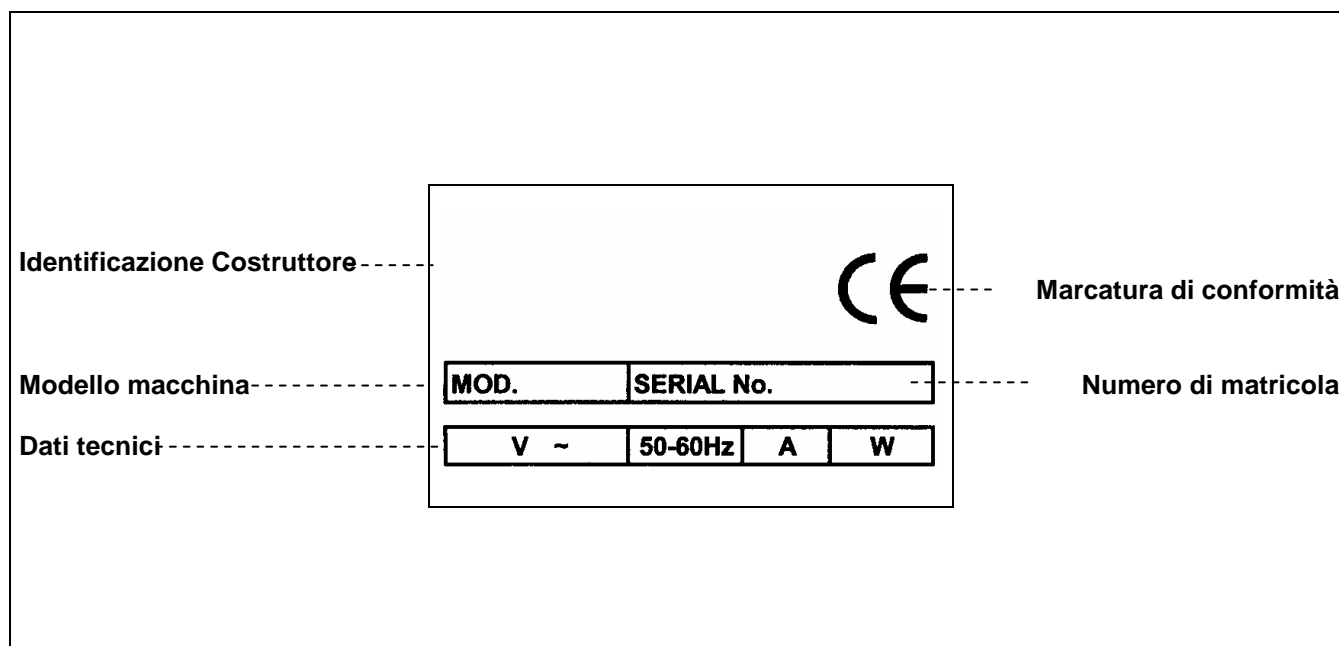 Identificazione Costruttore
CE
Marcatura di conformità
Modello macchina
MOD.
SERIAL No.
Numero di matricola
Dati tecnici
V ~
50-60Hz
A
W